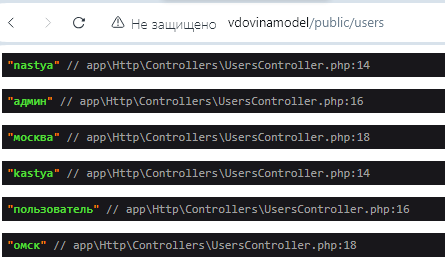 Не защищено vdovinamodel/public/users
"nastya" // app\Http\Controllers\UsersController.php:14
"админ" // app\Http\Controllers\UsersController.php:16
"москва" // app\Http\Controllers\UsersController.php:18
"kastya" // app\Http\Controllers\UsersController.php:14
"пользователь" // app\Http\Controllers\UsersController.php:16
"омск" // app\Http\Controllers\UsersController.php:18